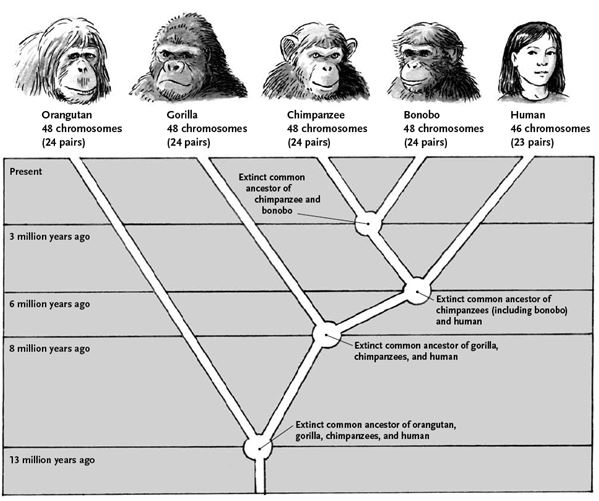 Orangutan
48 chromosomes
(24 pairs)
Gorilla
48 chromosomes
(24 pairs)
Chimpanzee
48 chromosomes
(24 pairs)
Bonobo
48 chromosomes
(24 pairs)
Human
46 chromosomes
(23 pairs)
Present
Extinct common
ancestor of
chimpanzee and
bonobo
3 million years ago
6 million years ago
Extinct common ancestor of
chimpanzees (including bonobo)
and human
8 million years ago
Extinct common ancestor of gorilla,
chimpanzees, and human
Extinct common ancestor of orangutan,
gorilla, chimpanzees, and human
13 million years ago